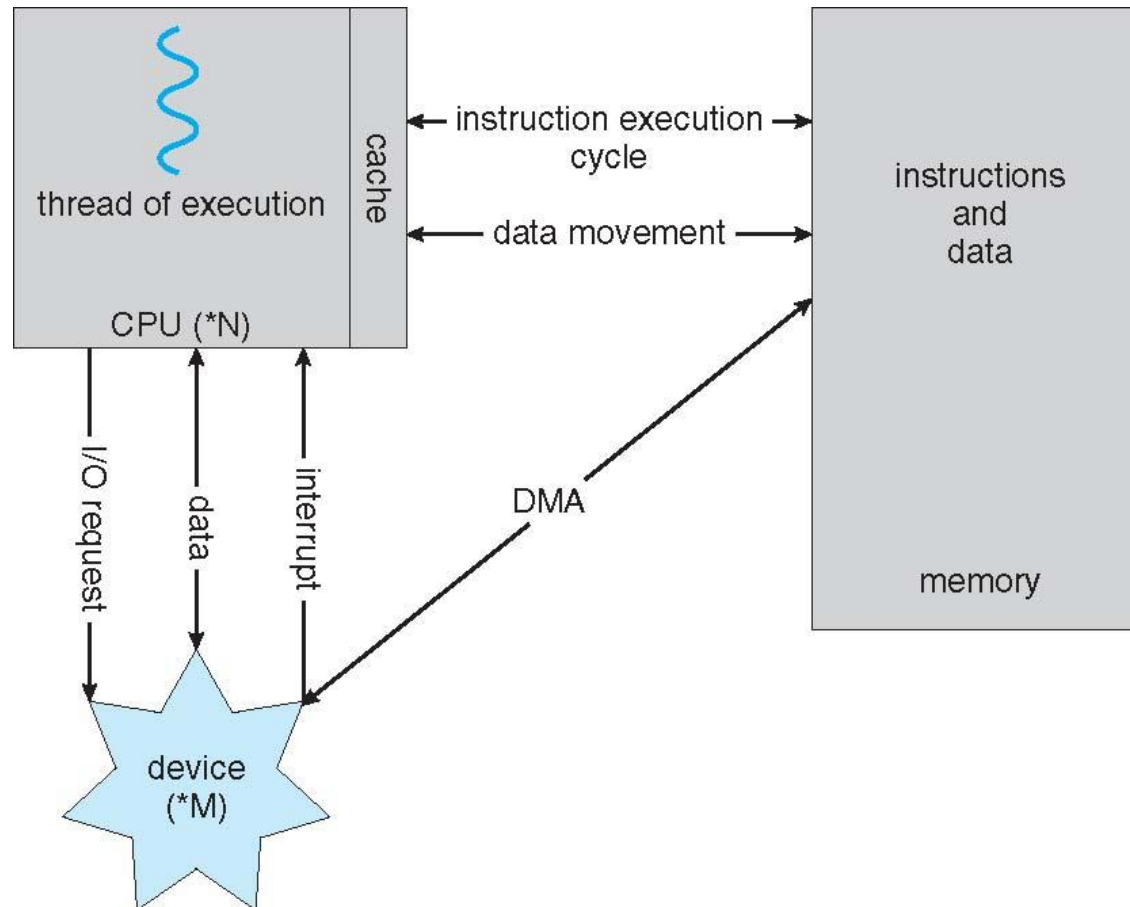 thread of execution
cache
CPU (*N)
instruction execution
cycle
data movement
instructions
and
data
memory
I/O request
data
interrupt
DMA
device
(*M)